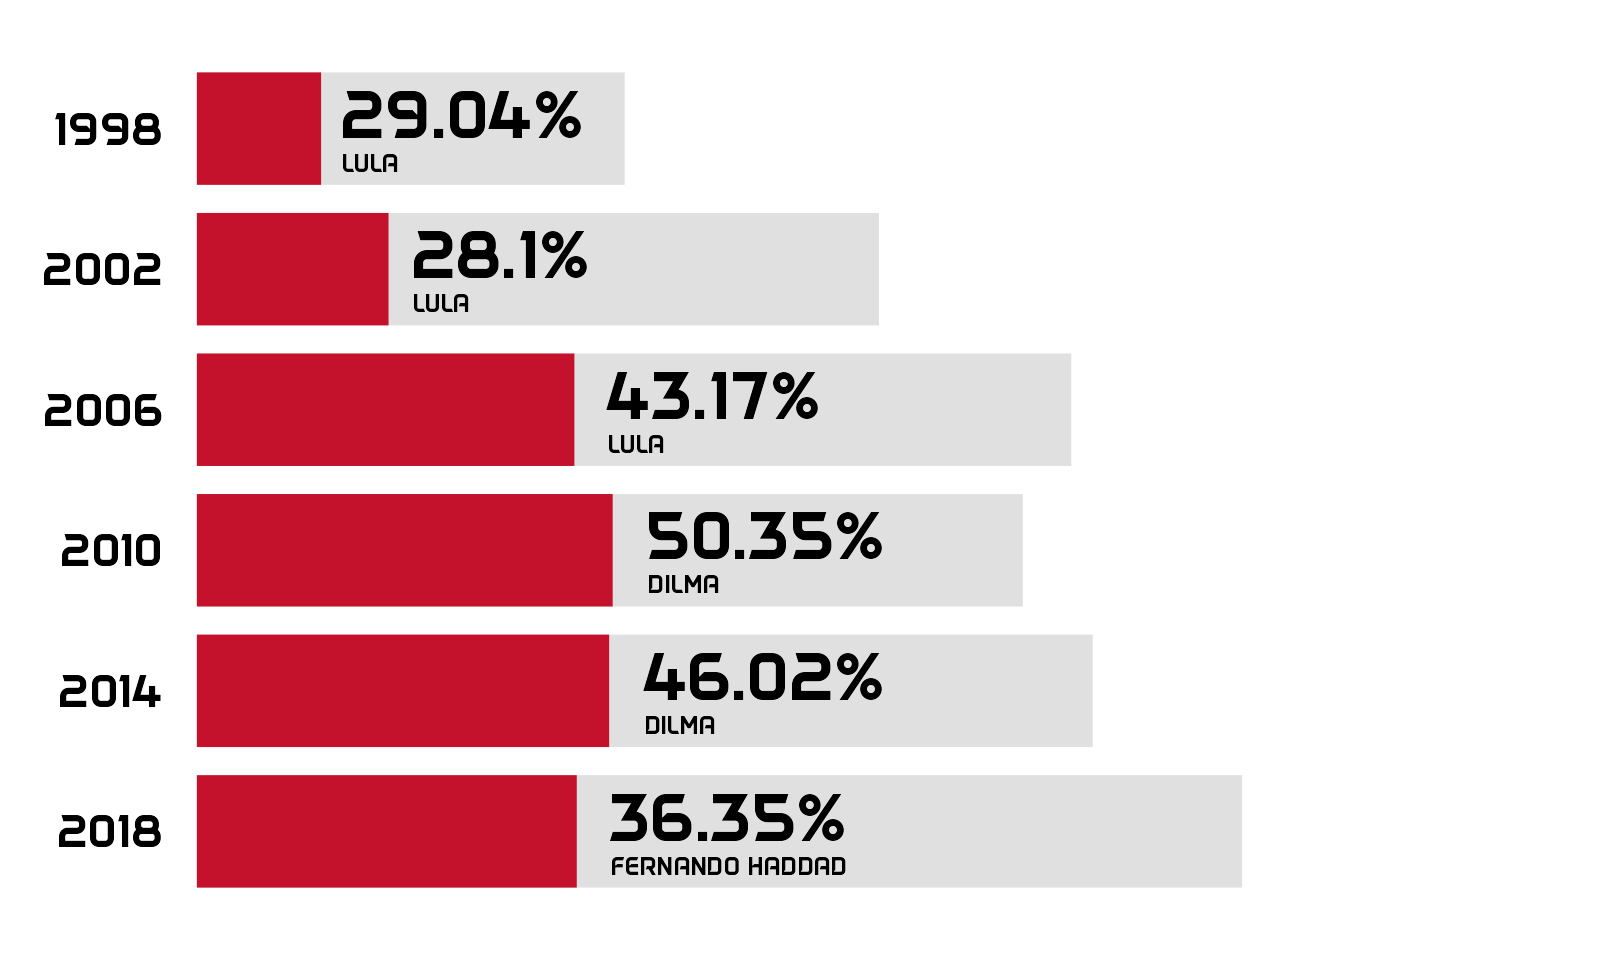 1998
29.04%
LULA
2002
28.1%
LULA
2006
43.17%
LULA
2010
50.35%
DILMA
2014
46.02%
DILMA
2018
36.35%
FERNANDO HADDAD